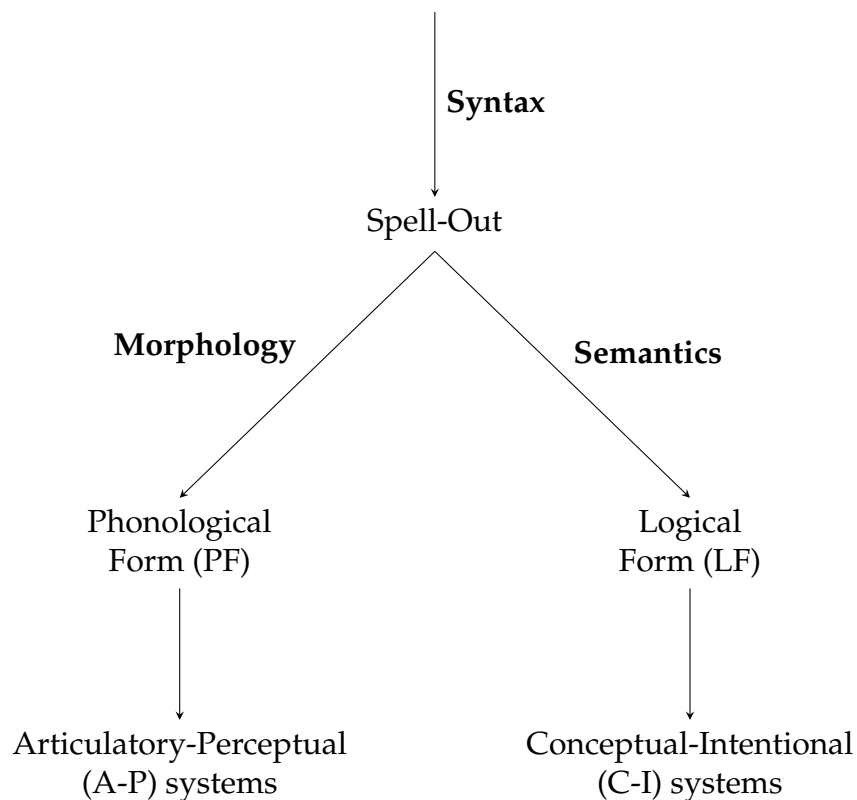 Syntax
Spell-Out
Morphology
Semantics
Phonological
Form (PF)
Logical
Form (LF)
Articulatory-Perceptual
(A-P) systems
Conceptual-Intentional
(C-I) systems